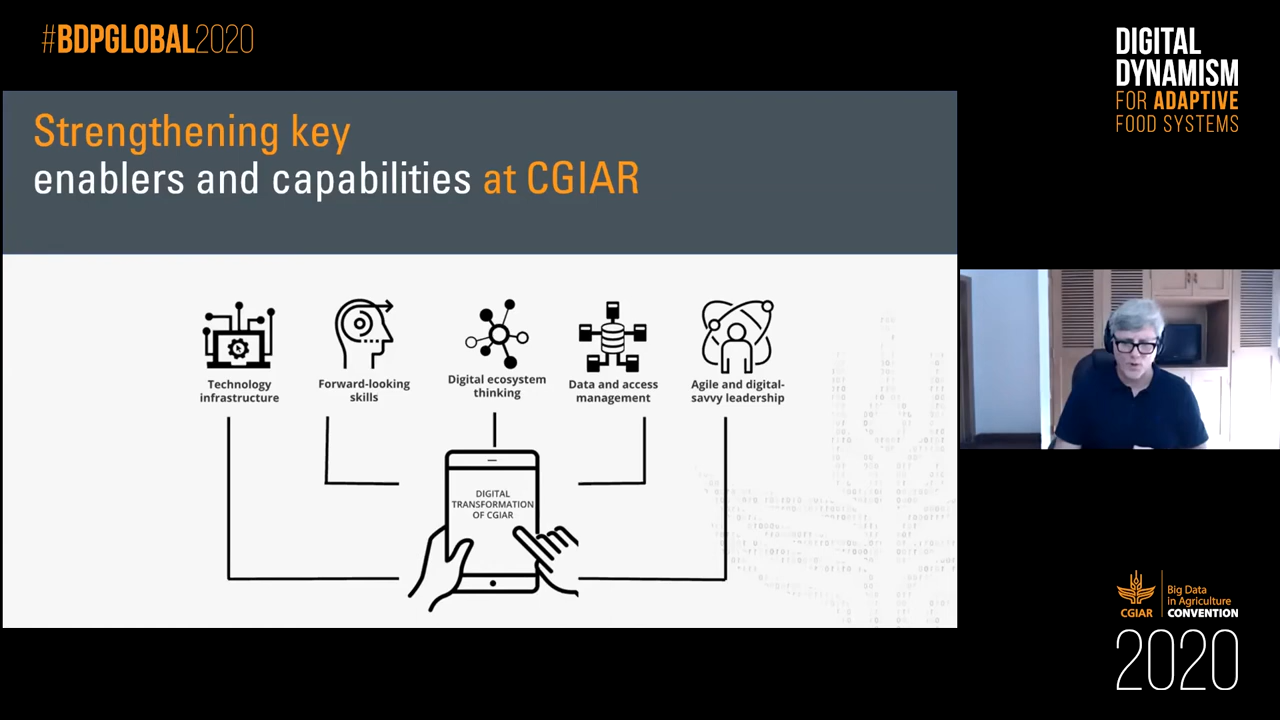 #BDPGLOBAL2020
DIGITAL
DYNAMISM
FOR ADAPTIVE
FOOD SYSTEMS
Strengthening key
enablers and capabilities at CGIAR
Technology
infrastructure
Forward-looking
skills
Digital ecosystem
thinking
Data and access
management
Agile and digital-
savvy leadership
DIGITAL
TRANSFORMATION
OF CGIAR
CGIAR
Big Data
in Agriculture
CONVENTION
2020